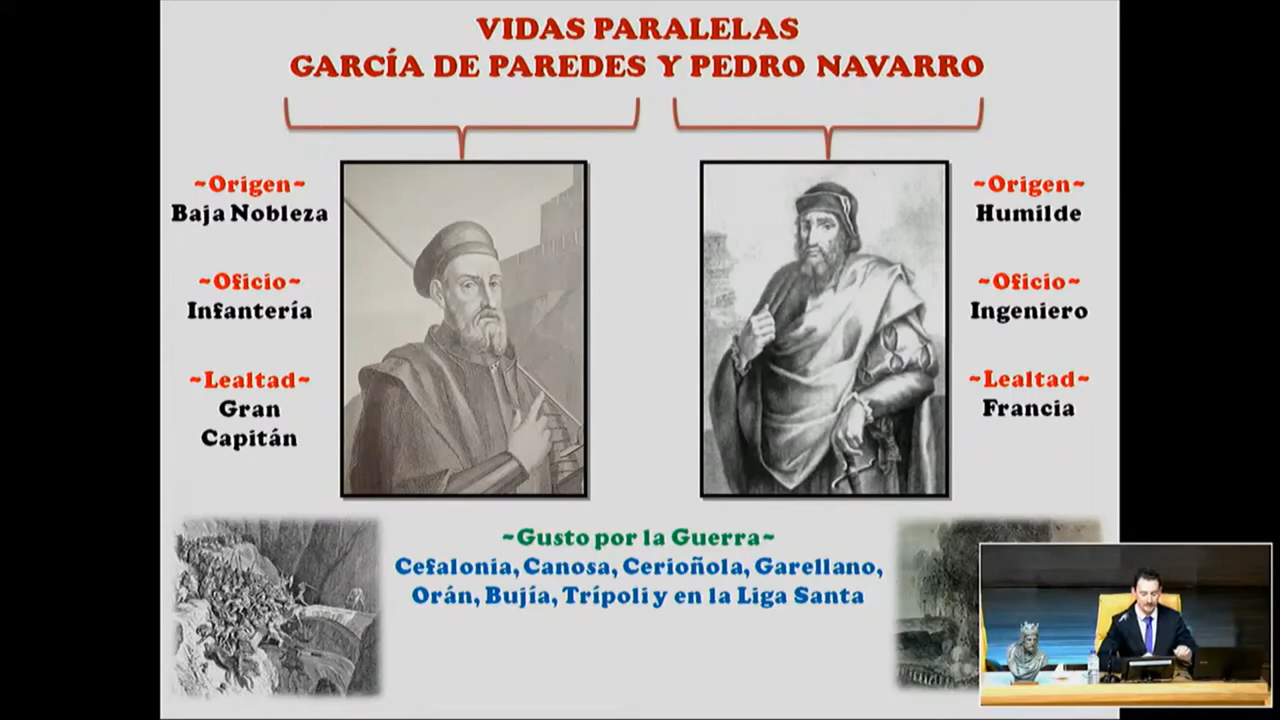 VIDAS PARALELAS
GARCÍA DE PAREDES Y PEDRO NAVARRO
~Origen~
Baja Nobleza
~Oficio~
Infantería
~Lealtad~
Gran
Capitán
~Origen~
Humilde
~Oficio~
Ingeniero
~Lealtad~
Francia
~Gusto por la Guerra~
Cefalonia, Canosa, Cerioñola, Garellano,
Orán, Bujía, Trípoli y en la Liga Santa